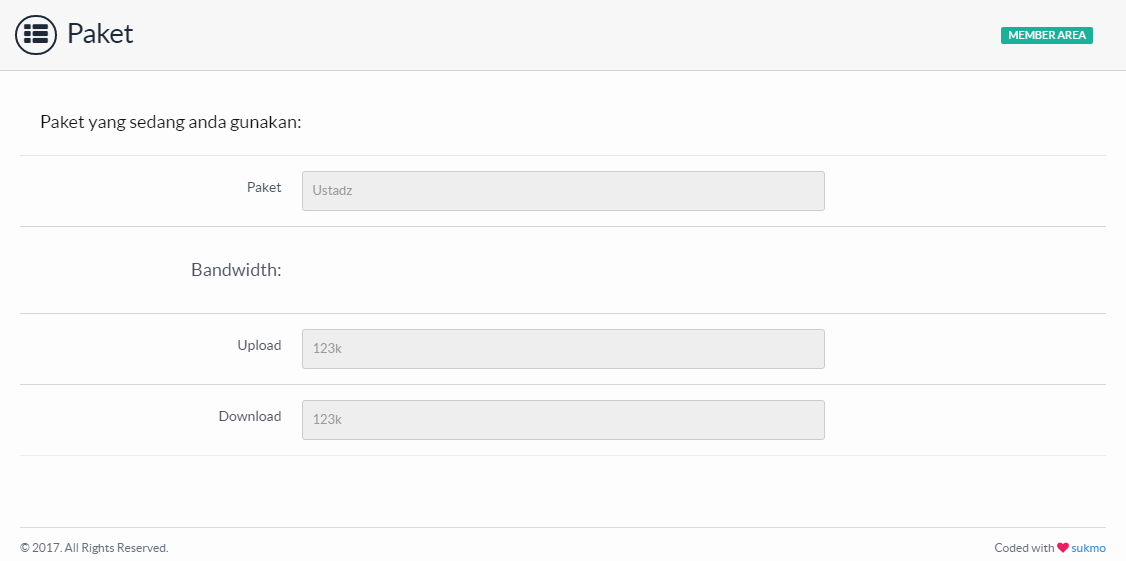 Paket
MEMBER AREA
Paket yang sedang anda gunakan:
Paket
Ustadz
Bandwidth:
Upload
123k
Download
123k
© 2017. All Rights Reserved.
Coded with ❤ sukmo